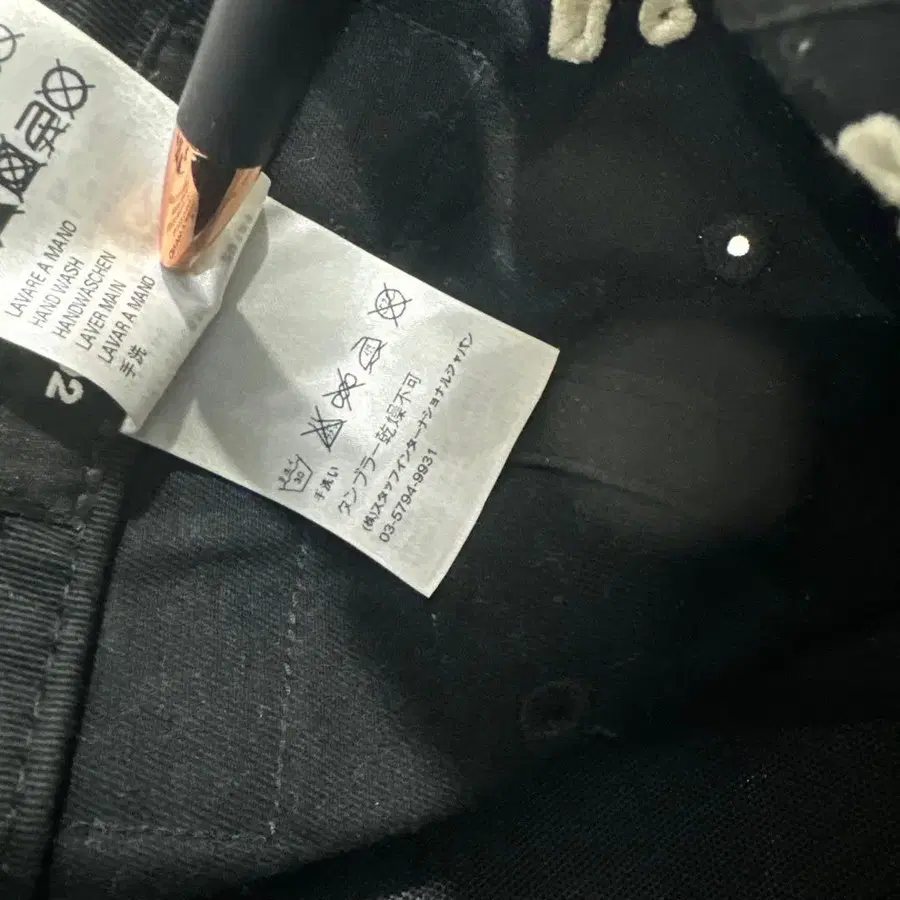 LAVARE A MANO
HAND WASH
HANDWASCHEN
LAVER MAIN
LAVAR A MANO
手洗
30
手洗い
タンブラー乾燥不可
(株)スタッフインターナショナルジャパン
03-5794-9931